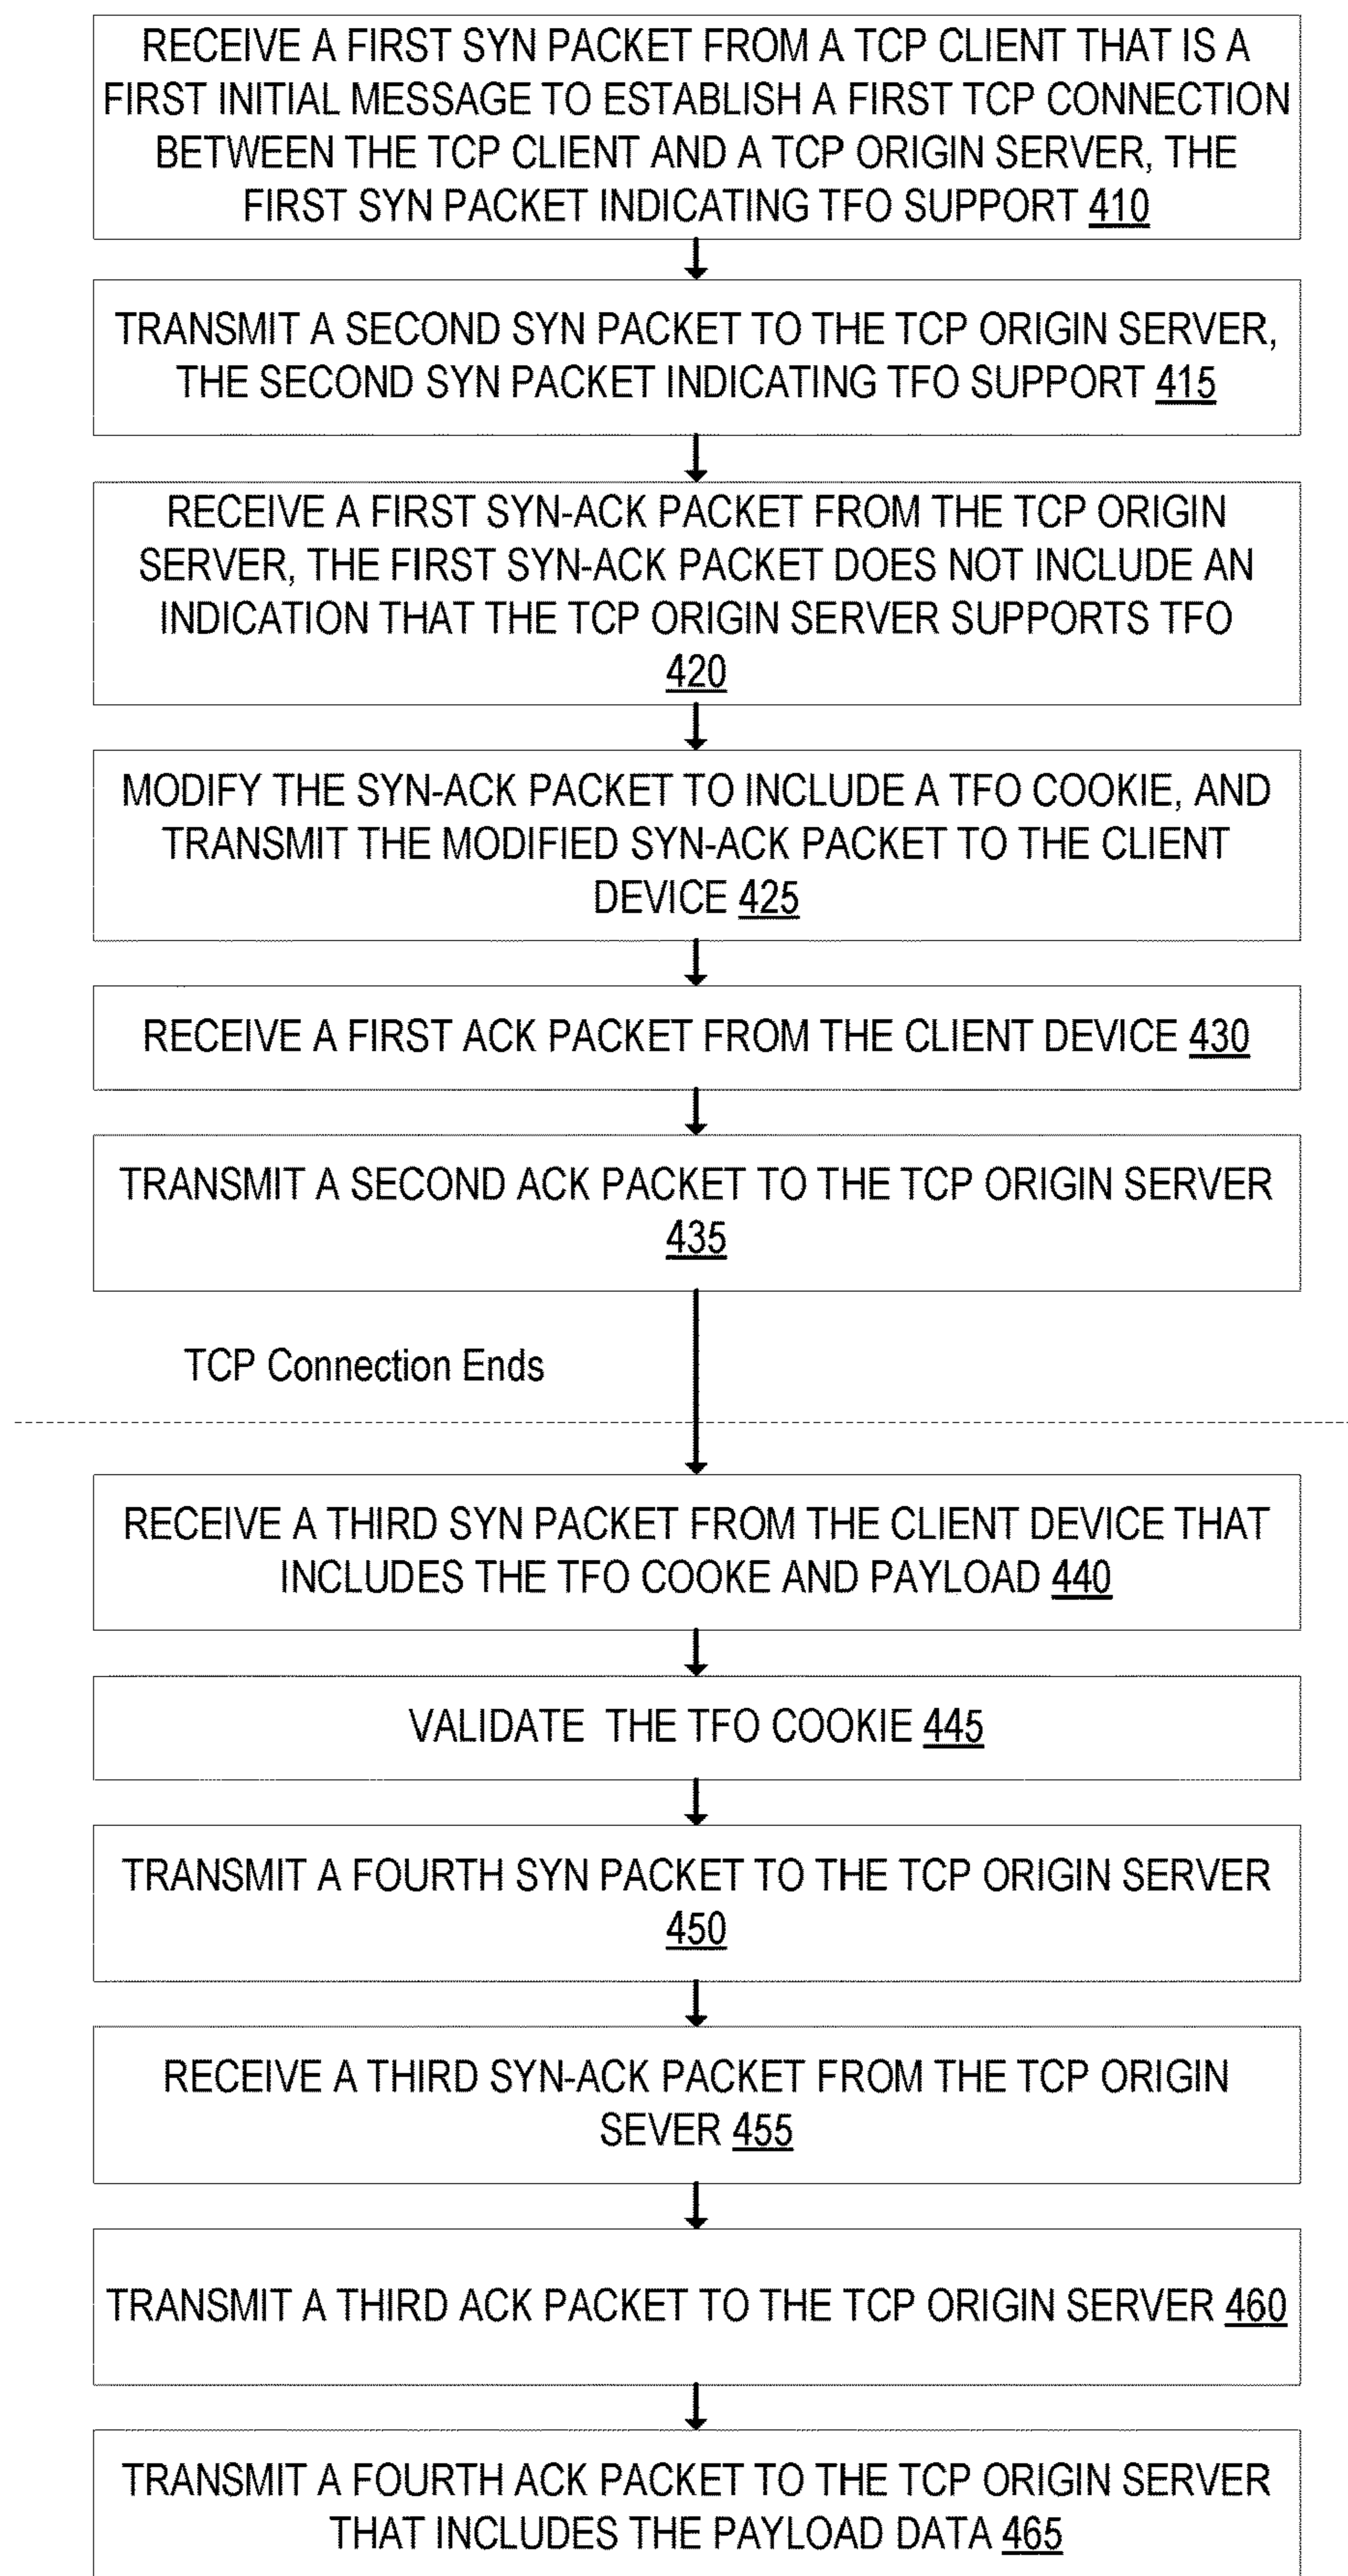 RECEIVE A FIRST SYN PACKET FROM A TCP CLIENT THAT IS A
FIRST INITIAL MESSAGE TO ESTABLISH A FIRST TCP CONNECTION
BETWEEN THE TCP CLIENT AND A TCP ORIGIN SERVER, THE
FIRST SYN PACKET INDICATING TFO SUPPORT 410
TRANSMIT A SECOND SYN PACKET TO THE TCP ORIGIN SERVER,
THE SECOND SYN PACKET INDICATING TFO SUPPORT 415
RECEIVE A FIRST SYN-ACK PACKET FROM THE TCP ORIGIN
SERVER, THE FIRST SYN-ACK PACKET DOES NOT INCLUDE AN
INDICATION THAT THE TCP ORIGIN SERVER SUPPORTS TFO
420
MODIFY THE SYN-ACK PACKET TO INCLUDE A TFO COOKIE, AND
TRANSMIT THE MODIFIED SYN-ACK PACKET TO THE CLIENT
DEVICE 425
RECEIVE A FIRST ACK PACKET FROM THE CLIENT DEVICE 430
TRANSMIT A SECOND ACK PACKET TO THE TCP ORIGIN SERVER
435
TCP Connection Ends
RECEIVE A THIRD SYN PACKET FROM THE CLIENT DEVICE THAT
INCLUDES THE TFO COOKE AND PAYLOAD 440
VALIDATE THE TFO COOKIE 445
TRANSMIT A FOURTH SYN PACKET TO THE TCP ORIGIN SERVER
450
RECEIVE A THIRD SYN-ACK PACKET FROM THE TCP ORIGIN
SEVER 455
TRANSMIT A THIRD ACK PACKET TO THE TCP ORIGIN SERVER 460
TRANSMIT A FOURTH ACK PACKET TO THE TCP ORIGIN SERVER
THAT INCLUDES THE PAYLOAD DATA 465